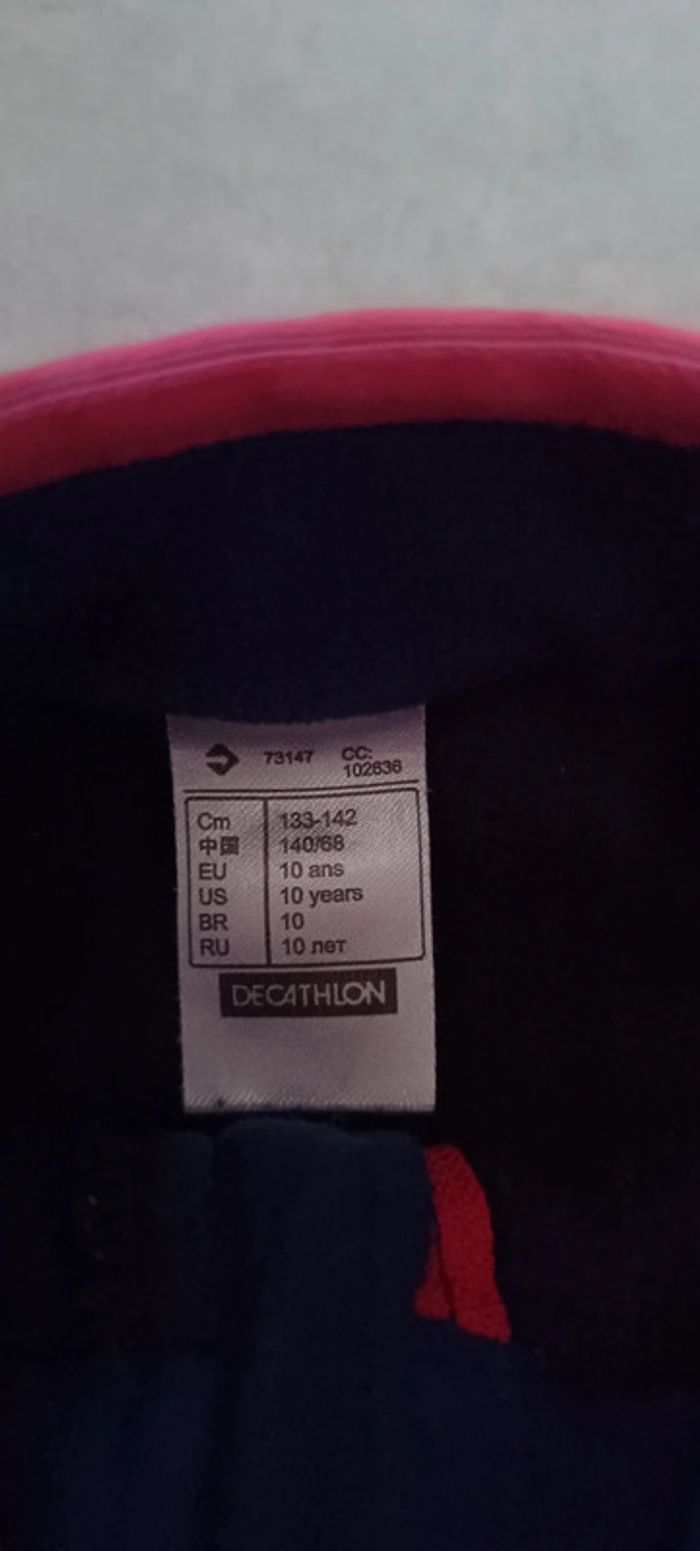 73147 CC:
102636
Cm 133-142
中国 140/68
EU 10 ans
US 10 years
BR 10
RU 10 лет
DECATHLON